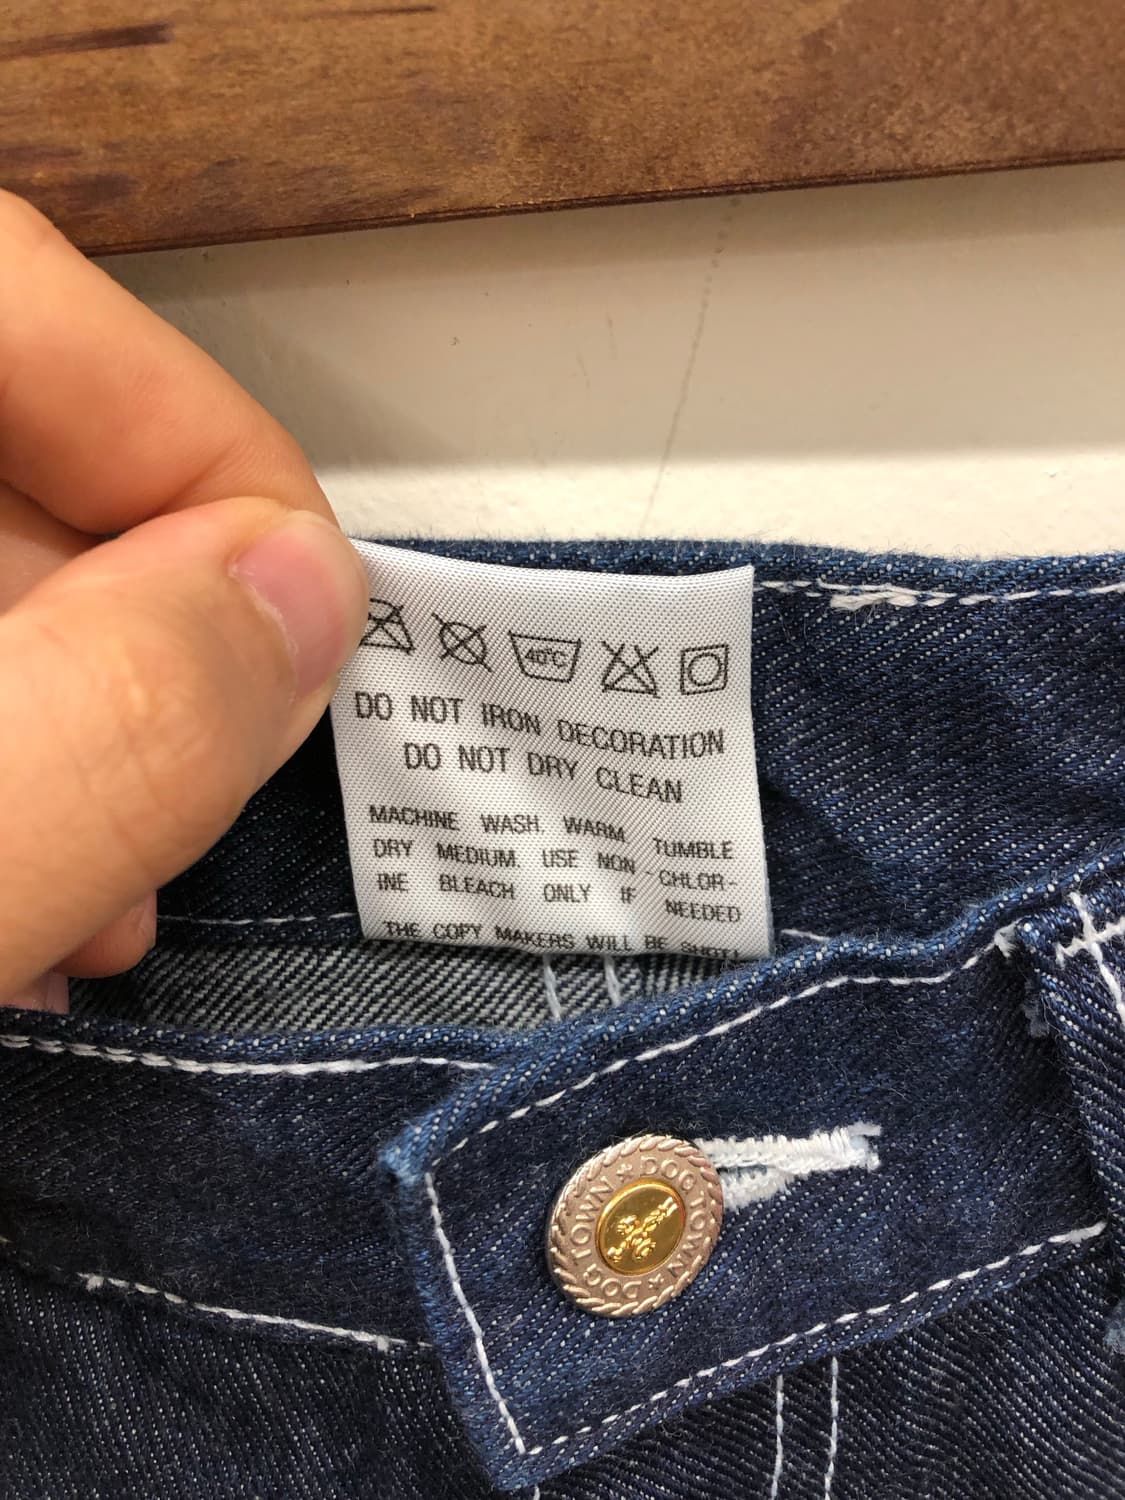 40°C
DO NOT IRON DECORATION
DO NOT DRY CLEAN
MACHINE WASH. WARM. TUMBLE
DRY MEDIUM. USE NON-CHLOR-
INE BLEACH ONLY IF NEEDED
THE COPY MAKERS WILL BE SHOT!
DOG TOWN ★ DOG TOWN ★